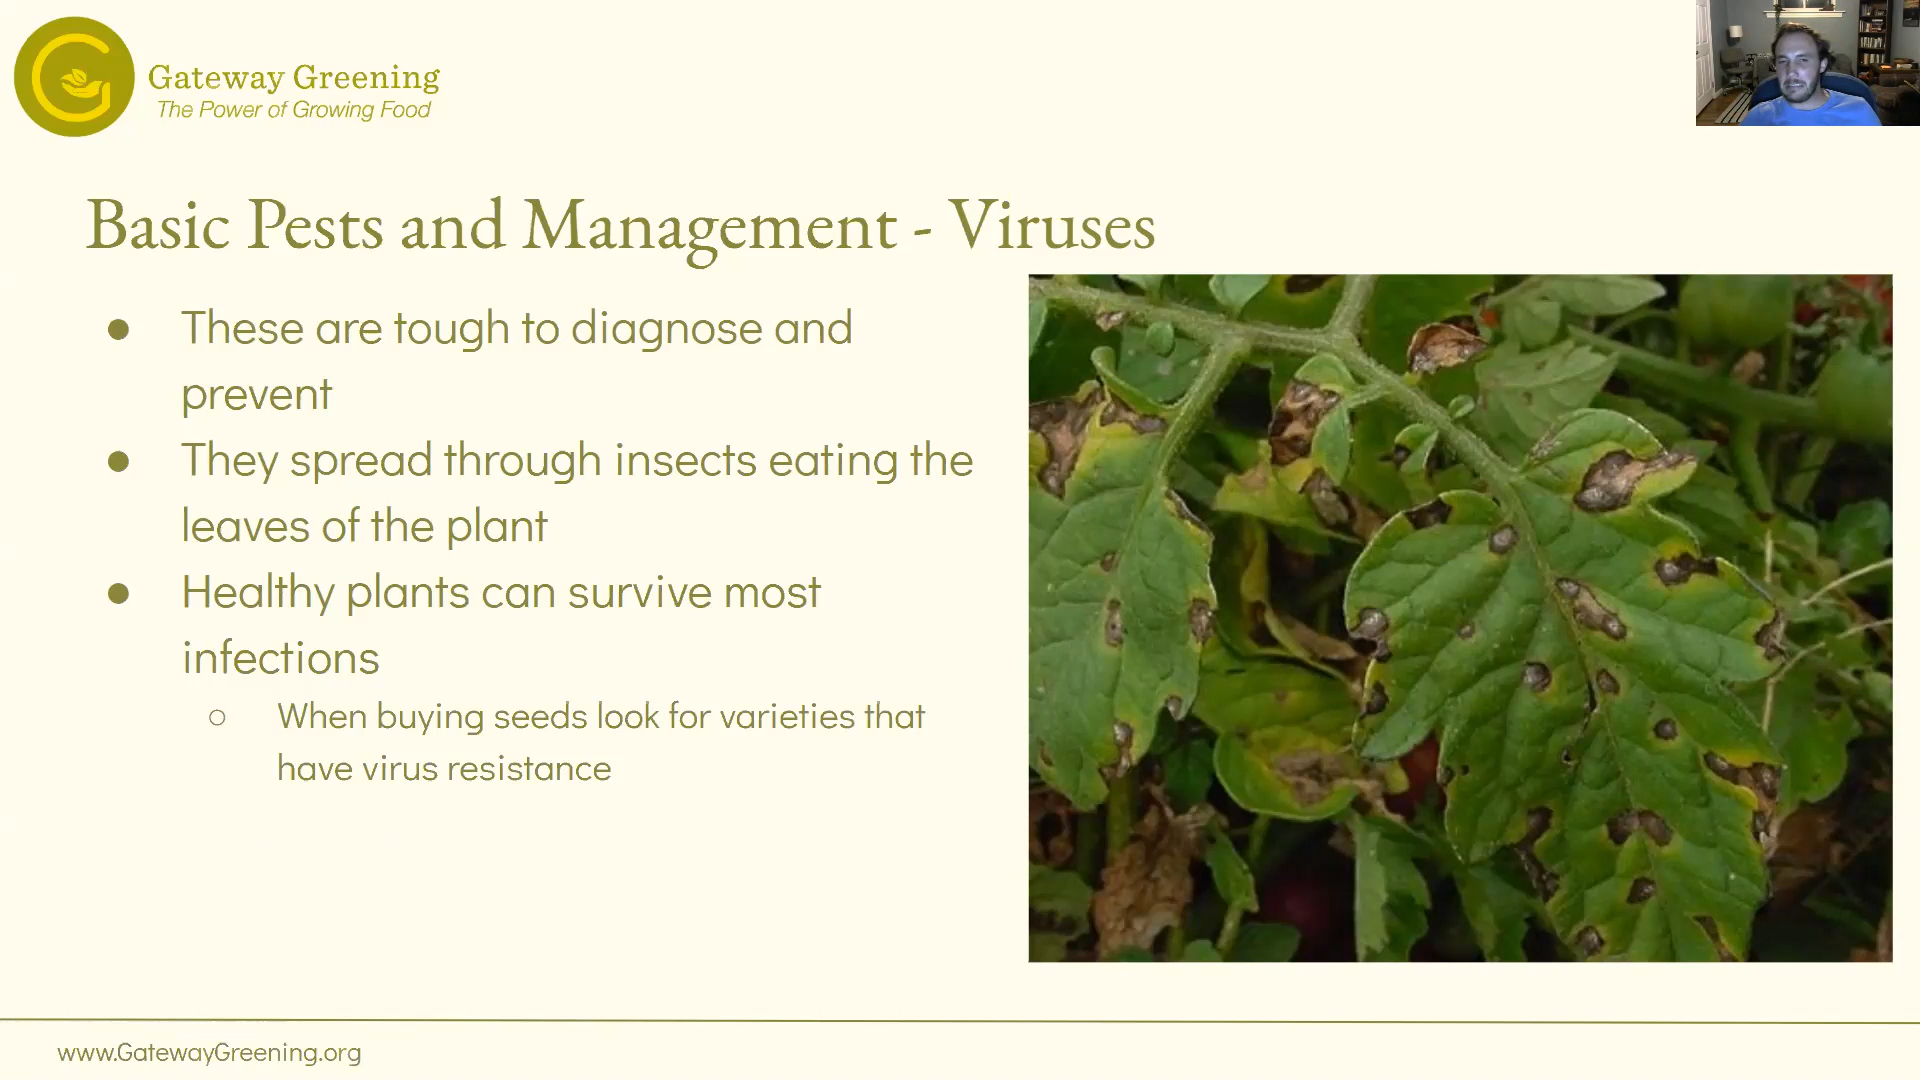 Gateway Greening
The Power of Growing Food
Basic Pests and Management - Viruses
● These are tough to diagnose and
prevent
● They spread through insects eating the
leaves of the plant
● Healthy plants can survive most
infections
○ When buying seeds look for varieties that
have virus resistance
www.GatewayGreening.org